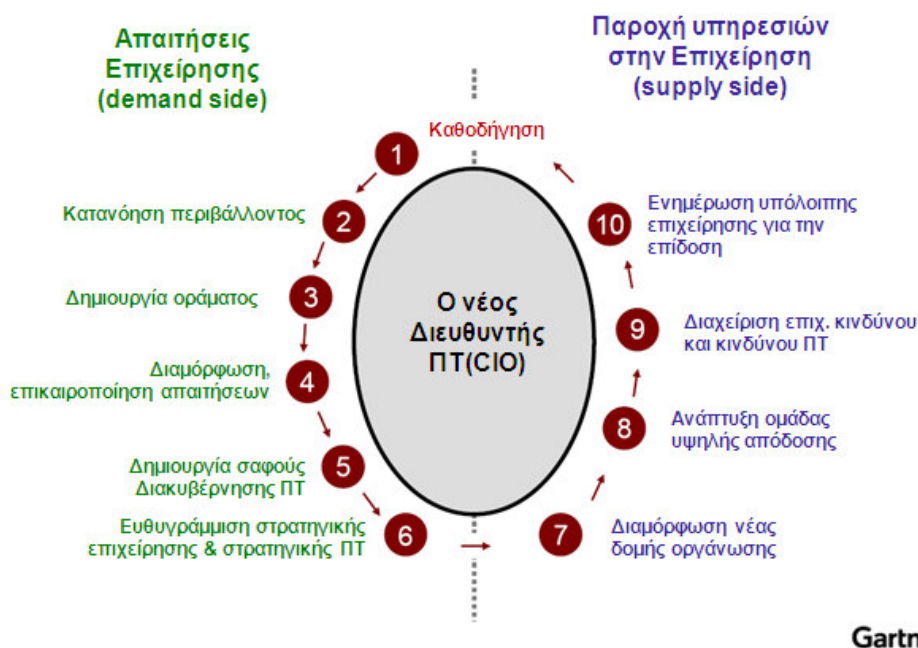 Απαιτήσεις
Επιχείρησης
(demand side)
Παροχή υπηρεσιών
στην Επιχείρηση
(supply side)
1
Καθοδήγηση
Κατανόηση περιβάλλοντος
2
Δημιουργία οράματος
3
Διαμόρφωση,
επικαιροποίηση απαιτήσεων
4
Δημιουργία σαφούς
Διακυβέρνησης ΠΤ
5
Ευθυγράμμιση στρατηγικής
επιχείρησης & στρατηγικής ΠΤ
6
Ο νέος
Διευθυντής
ΠΤ(CIO)
7
Διαμόρφωση νέας
δομής οργάνωσης
8
Ανάπτυξη ομάδας
υψηλής απόδοσης
9
Διαχείριση επιχ. κινδύνου
και κινδύνου ΠΤ
10
Ενημέρωση υπόλοιπης
επιχείρησης για την
επίδοση
Gartn